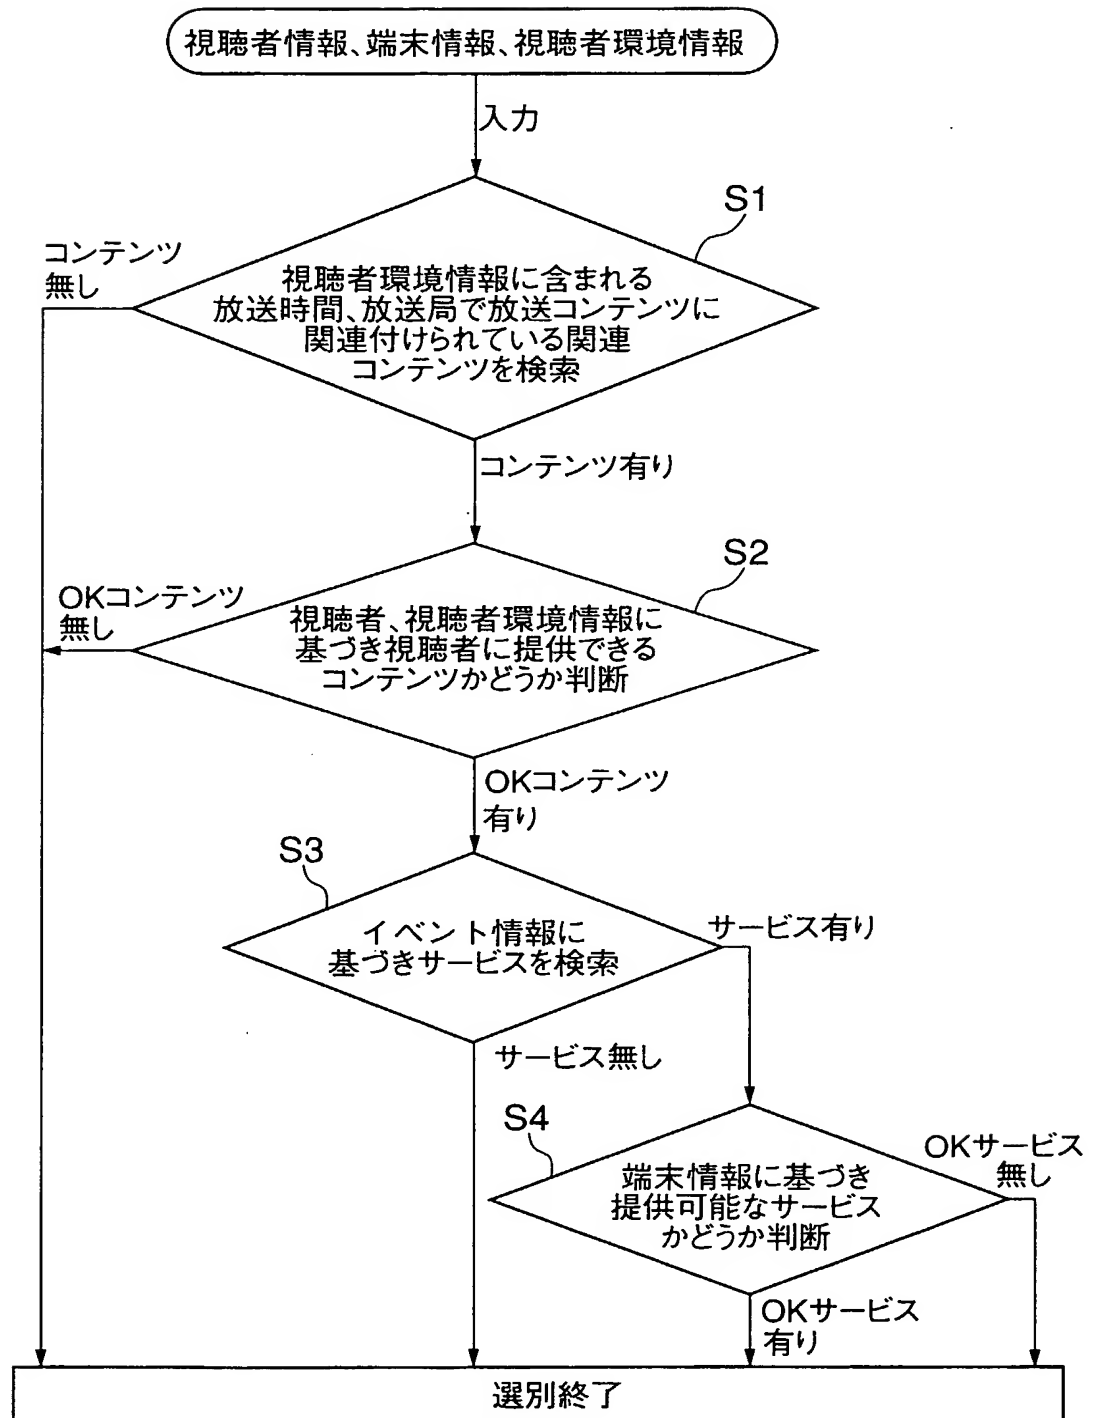 視聴者情報、端末情報、視聴者環境情報
入力
S1
コンテンツ
無し
視聴者環境情報に含まれる
放送時間、放送局で放送コンテンツに
関連付けられている関連
コンテンツを検索
コンテンツ有り
S2
OKコンテンツ
無し
視聴者、視聴者環境情報に
基づき視聴者に提供できる
コンテンツかどうか判断
OKコンテンツ
有り
S3
イベント情報に
基づきサービスを検索
サービス有り
サービス無し
S4
OKサービス
無し
端末情報に基づき
提供可能なサービス
かどうか判断
OKサービス
有り
選別終了